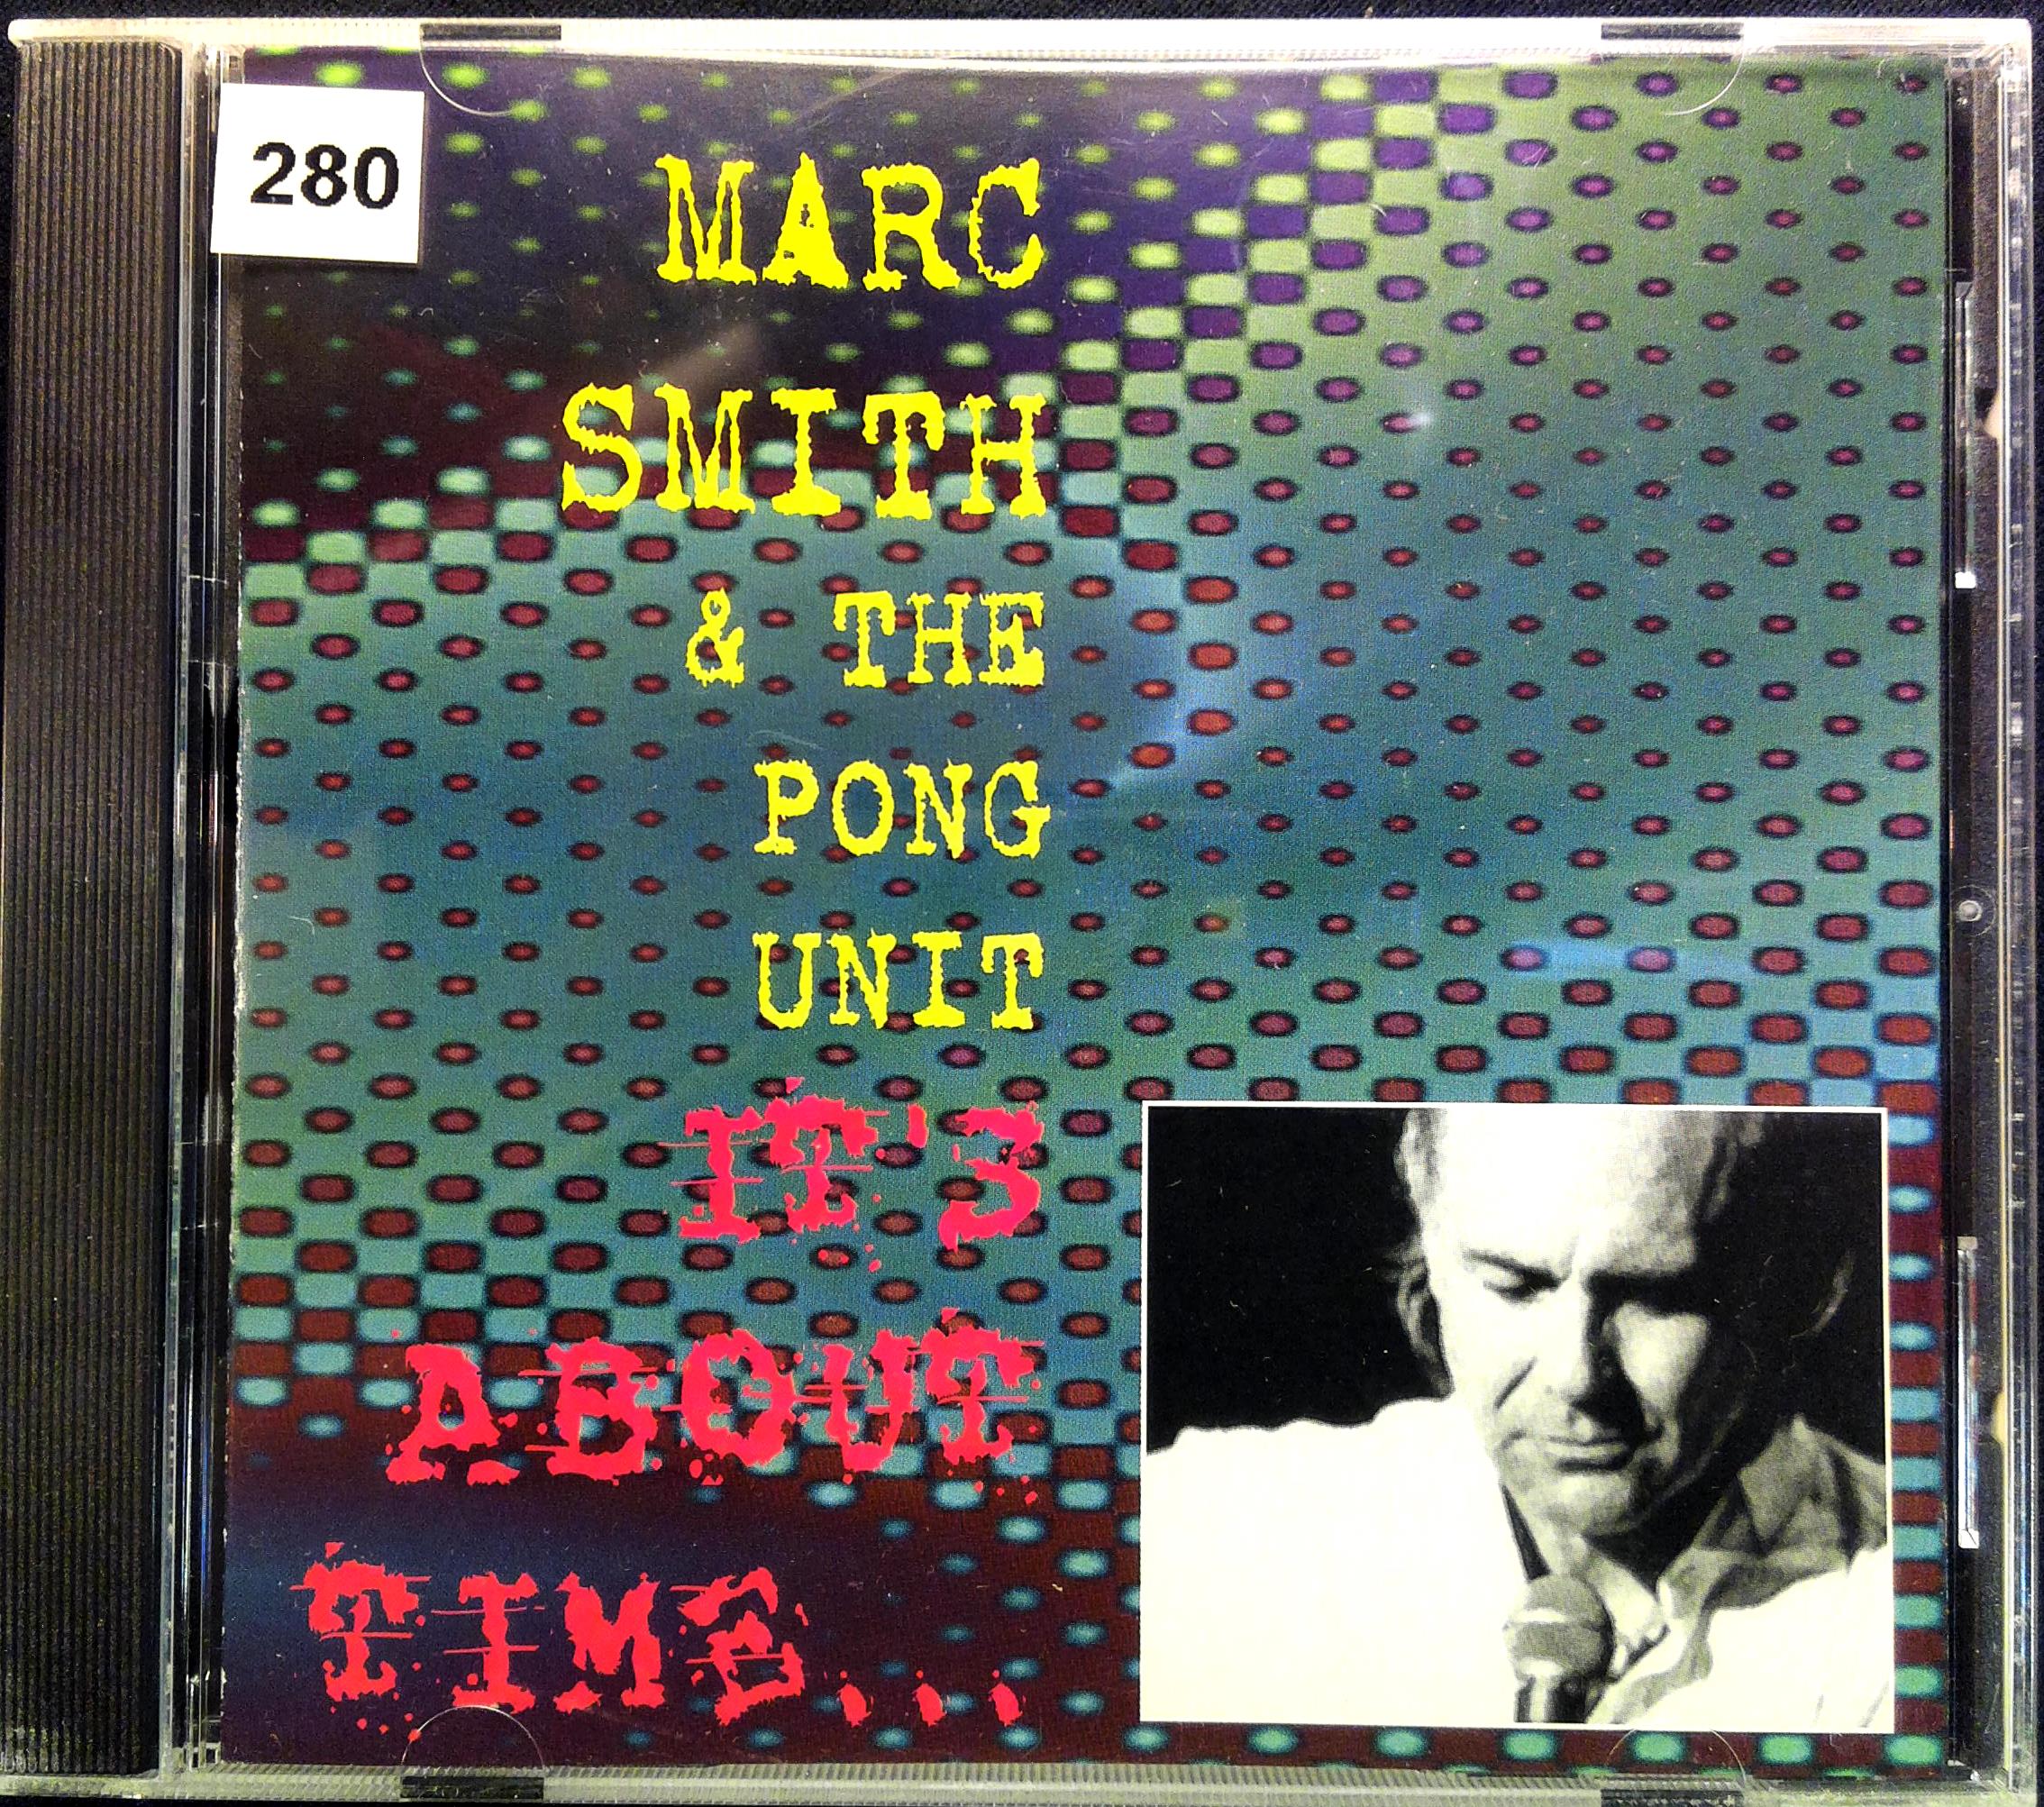 280
MARC
SMITH
& THE
PONG
UNIT
IT'S
ABOUT
TIME...